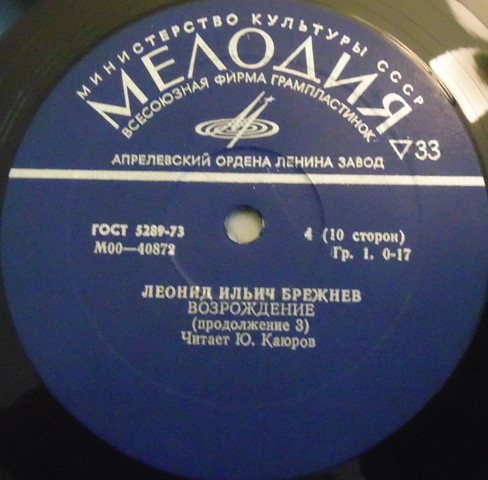 МИНИСТЕРСТВО КУЛЬТУРЫ СССР
МЕЛОДИЯ
ВСЕСОЮЗНАЯ ФИРМА ГРАМПЛАСТИНОК
33
АПРЕЛЕВСКИЙ ОРДЕНА ЛЕНИНА ЗАВОД
ГОСТ 5289-73
М00—40872
4 (10 сторон)
Гр. 1. 0-17
ЛЕОНИД ИЛЬИЧ БРЕЖНЕВ
ВОЗРОЖДЕНИЕ
(продолжение 3)
Читает Ю. Каюров